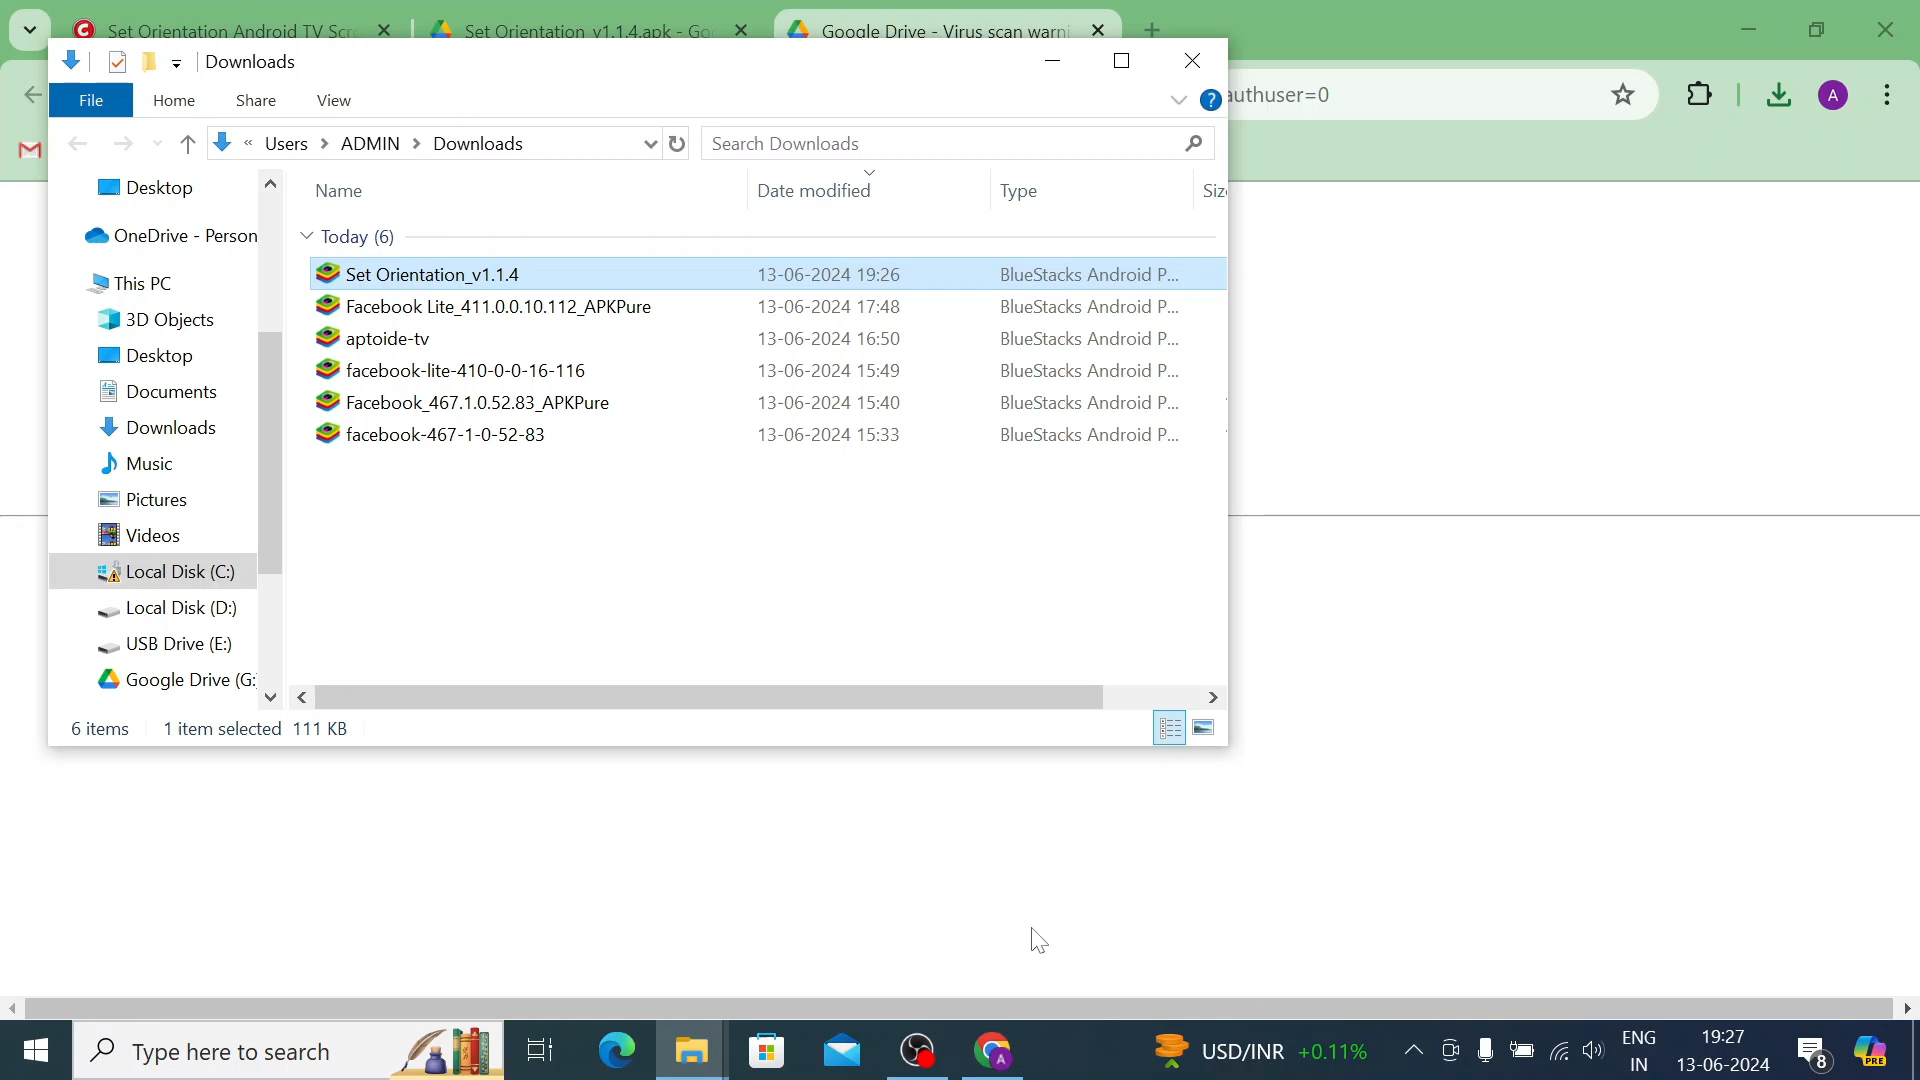 Set Orientation Android TV Scre
Set Orientation_v1.1.4.apk - Goo
Google Drive - Virus scan warni
Downloads
File Home Share View
authuser=0
A
« Users > ADMIN > Downloads
Search Downloads
Name Date modified Type Siz
Today (6)
Set Orientation_v1.1.4 13-06-2024 19:26 BlueStacks Android P...
Facebook Lite_411.0.0.10.112_APKPure 13-06-2024 17:48 BlueStacks Android P...
aptoide-tv 13-06-2024 16:50 BlueStacks Android P...
facebook-lite-410-0-0-16-116 13-06-2024 15:49 BlueStacks Android P...
Facebook_467.1.0.52.83_APKPure 13-06-2024 15:40 BlueStacks Android P...
facebook-467-1-0-52-83 13-06-2024 15:33 BlueStacks Android P...
Desktop
OneDrive - Person
This PC
3D Objects
Desktop
Documents
Downloads
Music
Pictures
Videos
Local Disk (C:)
Local Disk (D:)
USB Drive (E:)
Google Drive (G:
6 items 1 item selected 111 KB
Type here to search
A
USD/INR +0.11%
ENG
IN
19:27
13-06-2024
8
PRE